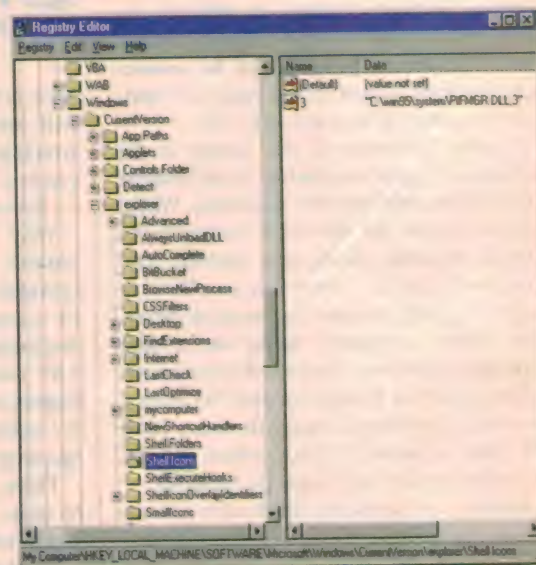 Registry Editor
Registry Edit View Help
VBA
WAB
Windows
CurrentVersion
App Paths
Applets
Controls Folder
Detect
explorer
Advanced
AlwaysUnloadDLL
AutoComplete
BitBucket
BrowseNewProcess
CSSFilters
Desktop
FindExtensions
Internet
LastCheck
LastOptimize
mycomputer
NewShortcutHandlers
Shell Folders
Shell Icons
ShellExecuteHooks
ShellIconOverlayIdentifiers
SmallIcons
Name Data
(Default) (value not set)
3 "C:\win95\system\PIFMGR.DLL,3"
My Computer\HKEY_LOCAL_MACHINE\SOFTWARE\Microsoft\Windows\CurrentVersion\explorer\Shell Icons